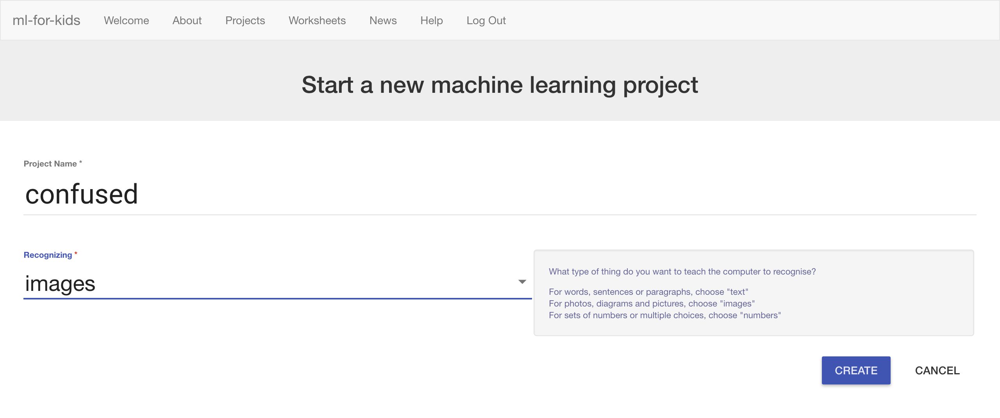 ml-for-kids Welcome About Projects Worksheets News Help Log Out
Start a new machine learning project
Project Name *
confused
Recognizing *
images
What type of thing do you want to teach the computer to recognise?
For words, sentences or paragraphs, choose "text"
For photos, diagrams and pictures, choose "images"
For sets of numbers or multiple choices, choose "numbers"
CREATE CANCEL